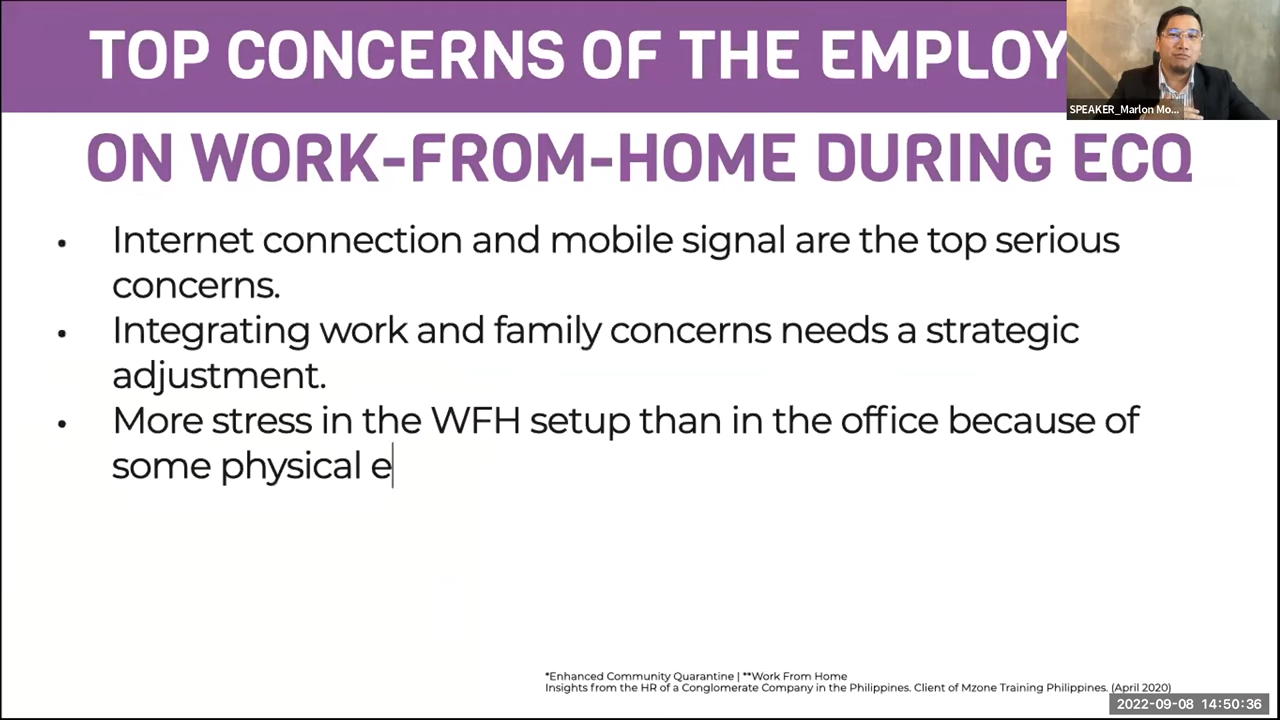 TOP CONCERNS OF THE EMPLOY
SPEAKER_Marlon Mo...
ON WORK-FROM-HOME DURING ECQ
• Internet connection and mobile signal are the top serious
concerns.
• Integrating work and family concerns needs a strategic
adjustment.
• More stress in the WFH setup than in the office because of
some physical e
*Enhanced Community Quarantine | **Work From Home
Insights from the HR of a Conglomerate Company in the Philippines. Client of Mzone Training Philippines. (April 2020)
2022-09-08 14:50:36